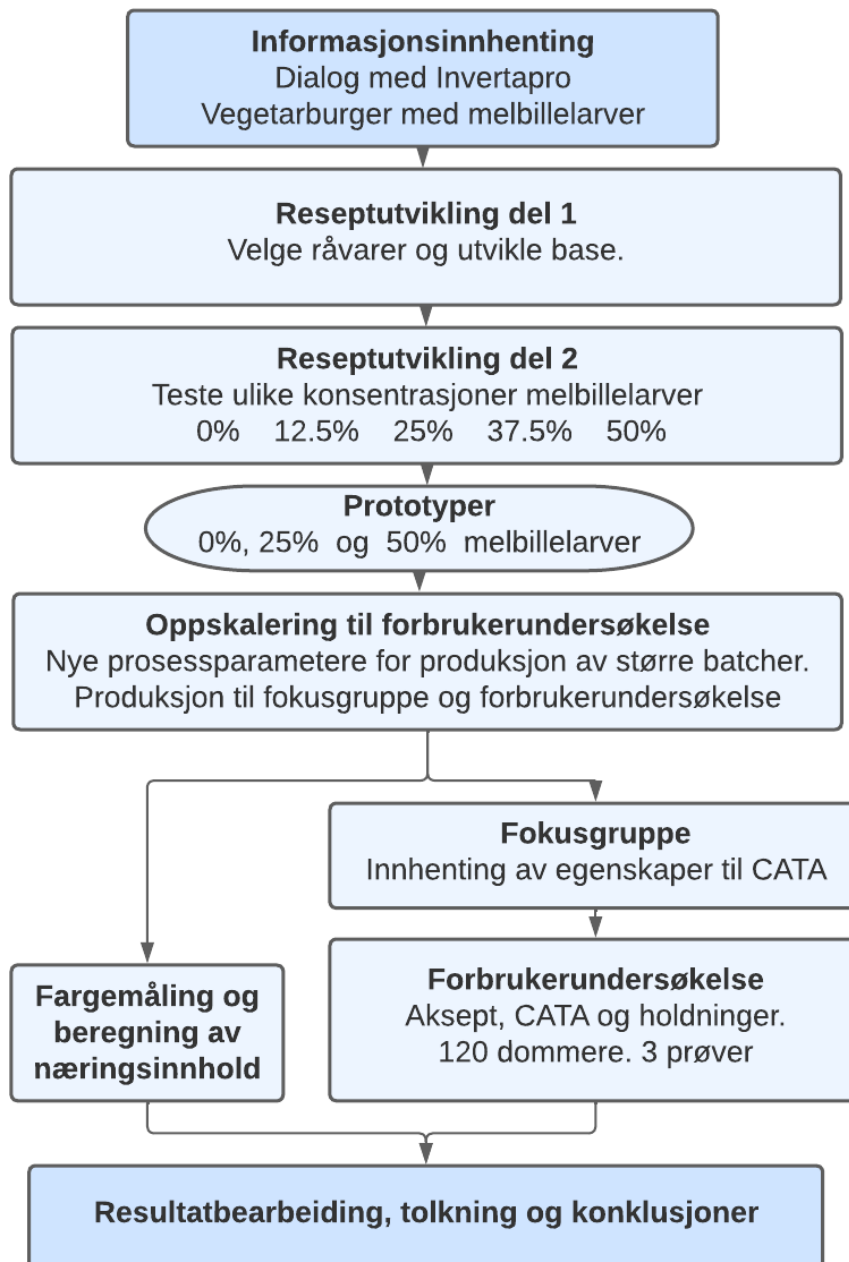 Informasjonsinnhenting
Dialog med Invertapro
Vegetarburger med melbillelarver
Reseptutvikling del 1
Velge råvarer og utvikle base.
Reseptutvikling del 2
Teste ulike konsentrasjoner melbillelarver
0% 12.5% 25% 37.5% 50%
Prototyper
0%, 25% og 50% melbillelarver
Oppskalering til forbrukerundersøkelse
Nye prosessparametere for produksjon av større batcher.
Produksjon til fokusgruppe og forbrukerundersøkelse
Fokusgruppe
Innhenting av egenskaper til CATA
Fargemåling og
beregning av
næringsinnhold
Forbrukerundersøkelse
Aksept, CATA og holdninger.
120 dommere. 3 prøver
Resultatbearbeiding, tolkning og konklusjoner